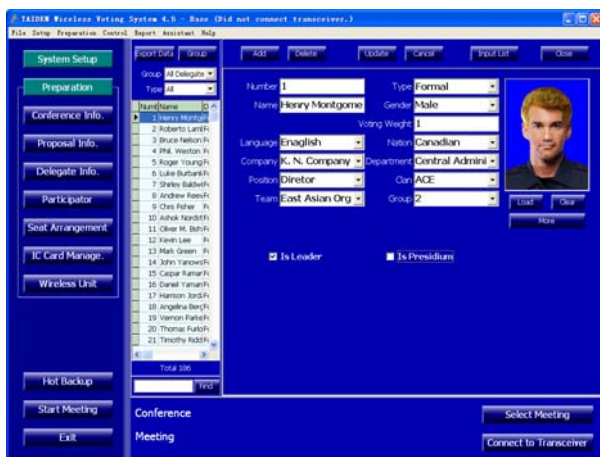 TAIDEN Wireless Voting System 4.5 - Base (Did not connect transceiver.)
File Setup Preparation Control Report Assistant Help
System Setup
Preparation
Conference Info.
Proposal Info.
Delegate Info.
Participator
Seat Arrangement
IC Card Manage.
Wireless Unit
Hot Backup
Start Meeting
Exit
Export Data Group
Group All Delegate
Type All
Numb Name D
1 Henry Montgo
2 Roberto Lam
3 Bruce Nelson
4 Phil. Weston
5 Roger Young
6 Luke Burbank
7 Shirley Baldwi
8 Andrew Reev
9 Chris Fisher
10 Ashok Nordst
11 Oliver M. Bish
12 Kevin Lee
13 Mark Green
14 John Yanows
15 Caspar Ramar
16 Daniel Yaman
17 Harrison Jord
18 Angelina Berg
19 Vernon Parke
20 Thomas Furlo
21 Timothy Ridd
Total 386
Find
Add Delete Update Cancel Input List Close
Number 1 Type Formal
Name Henry Montgome Gender Male
Voting Weight 1
Language Enaglish Nation Canadian
Company K. N. Company Department Central Admini
Position Diretor Clan ACE
Team East Asian Org Group 2
Load Clear
More
Is Leader Is Presidium
Conference
Meeting
Select Meeting
Connect to Transceiver